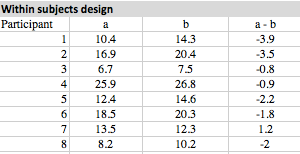 Within subjects design
Participant a b a - b
1 10.4 14.3 -3.9
2 16.9 20.4 -3.5
3 6.7 7.5 -0.8
4 25.9 26.8 -0.9
5 12.4 14.6 -2.2
6 18.5 20.3 -1.8
7 13.5 12.3 1.2
8 8.2 10.2 -2